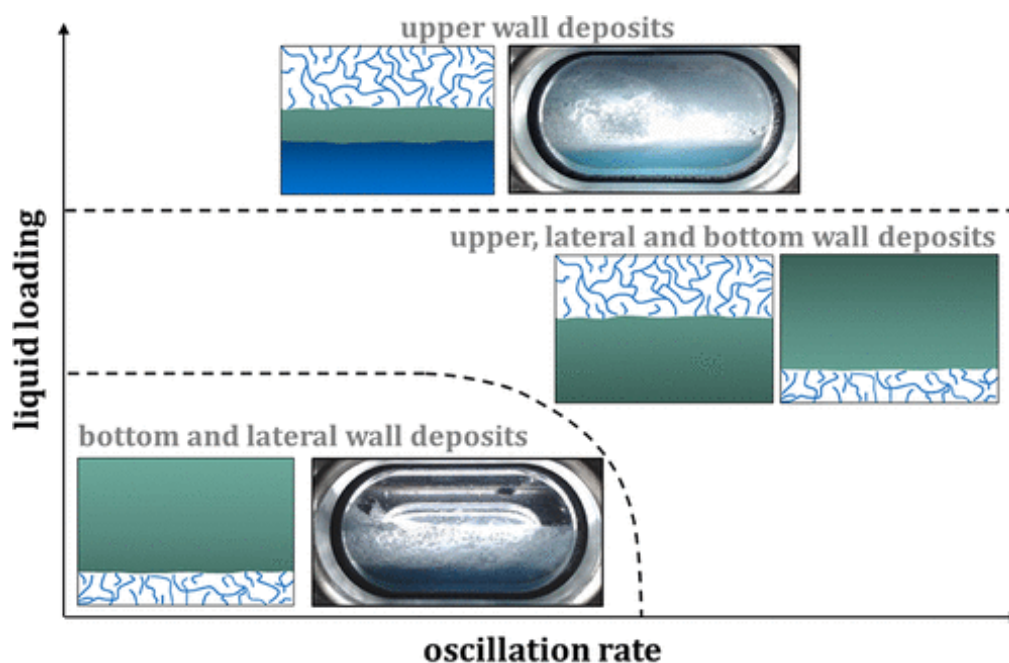 upper wall deposits
upper, lateral and bottom wall deposits
bottom and lateral wall deposits
liquid loading
oscillation rate